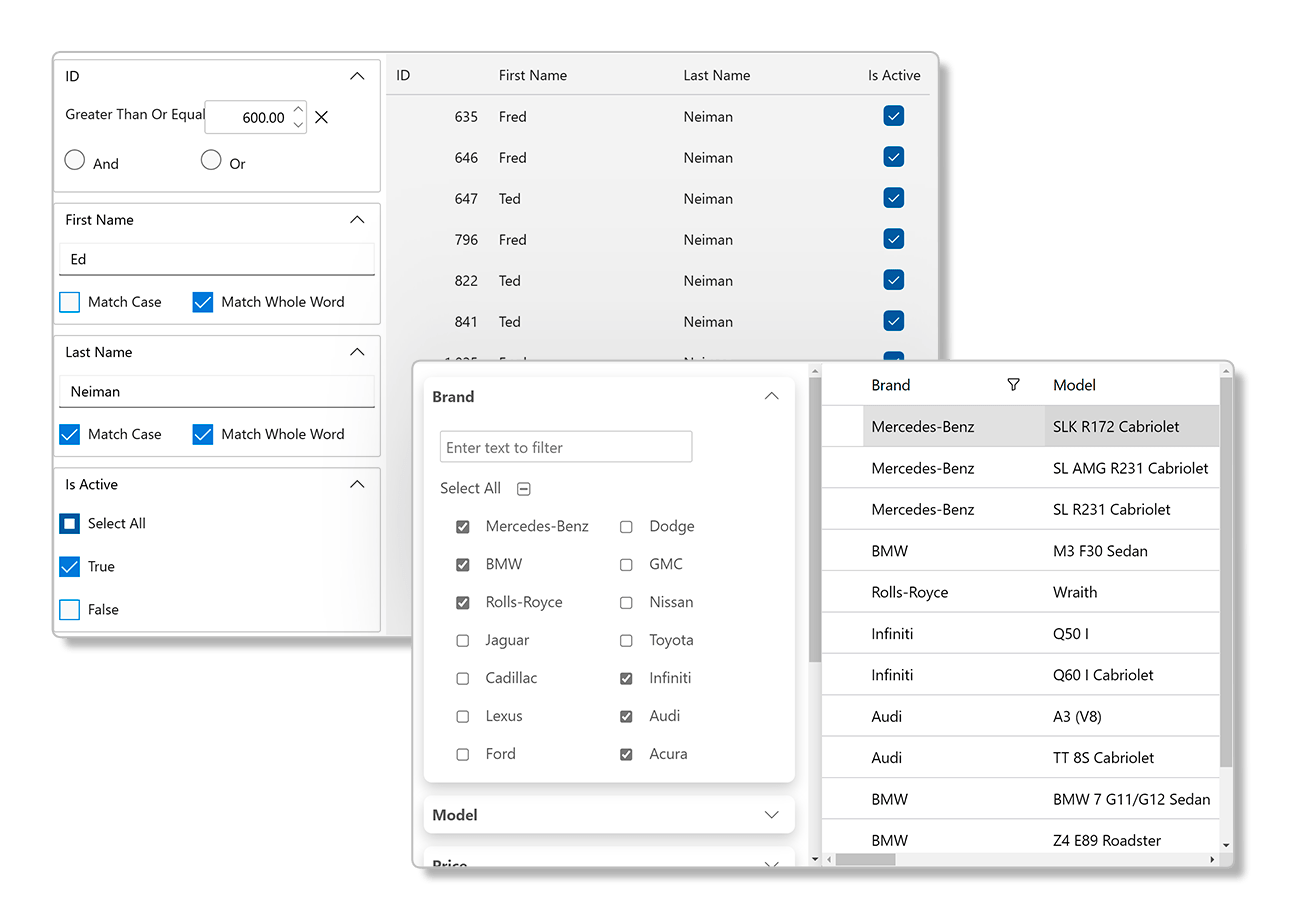 ID
Greater Than Or Equal 600.00
And Or
First Name
Ed
Match Case Match Whole Word
Last Name
Neiman
Match Case Match Whole Word
Is Active
Select All
True
False
ID First Name Last Name Is Active
635 Fred Neiman
646 Fred Neiman
647 Ted Neiman
796 Fred Neiman
822 Ted Neiman
841 Ted Neiman
Brand
Enter text to filter
Select All
Mercedes-Benz Dodge
BMW GMC
Rolls-Royce Nissan
Jaguar Toyota
Cadillac Infiniti
Lexus Audi
Ford Acura
Model
Price
Brand Model
Mercedes-Benz SLK R172 Cabriolet
Mercedes-Benz SL AMG R231 Cabriolet
Mercedes-Benz SL R231 Cabriolet
BMW M3 F30 Sedan
Rolls-Royce Wraith
Infiniti Q50 I
Infiniti Q60 I Cabriolet
Audi A3 (V8)
Audi TT 8S Cabriolet
BMW BMW 7 G11/G12 Sedan
BMW Z4 E89 Roadster